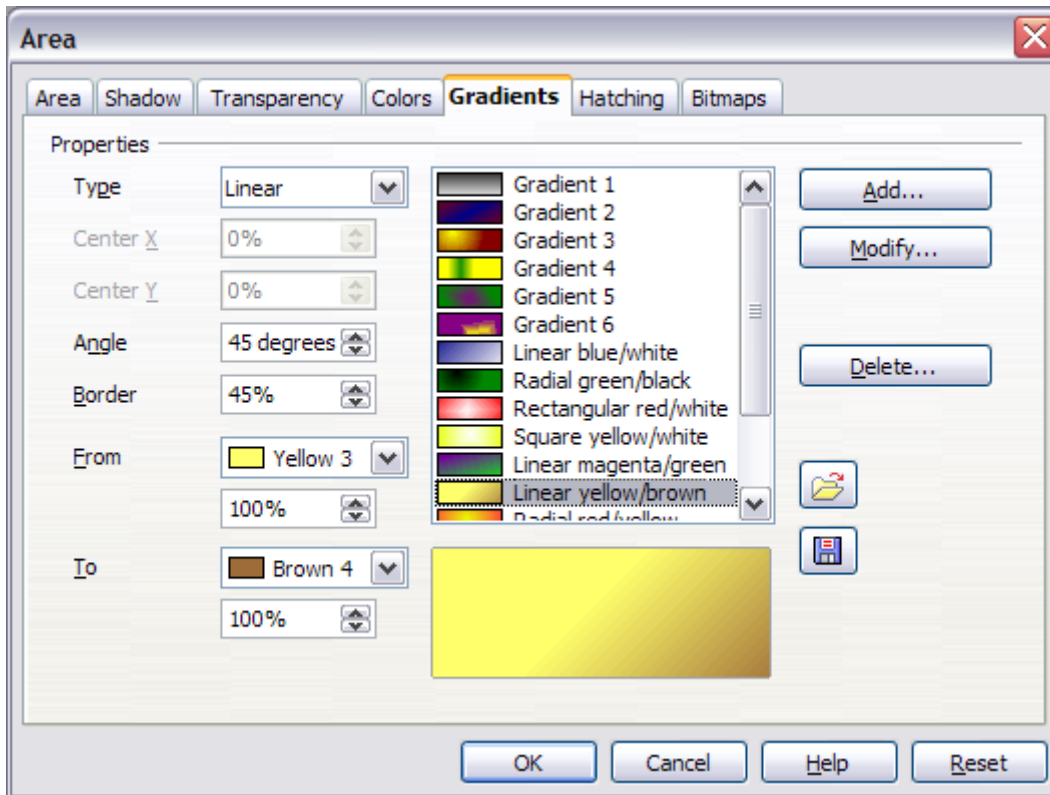 Area
Area Shadow Transparency Colors Gradients Hatching Bitmaps
Properties
Type Linear
Center X 0%
Center Y 0%
Angle 45 degrees
Border 45%
From Yellow 3
100%
To Brown 4
100%
Gradient 1
Gradient 2
Gradient 3
Gradient 4
Gradient 5
Gradient 6
Linear blue/white
Radial green/black
Rectangular red/white
Square yellow/white
Linear magenta/green
Linear yellow/brown
Radial red/yellow
Add...
Modify...
Delete...
OK Cancel Help Reset